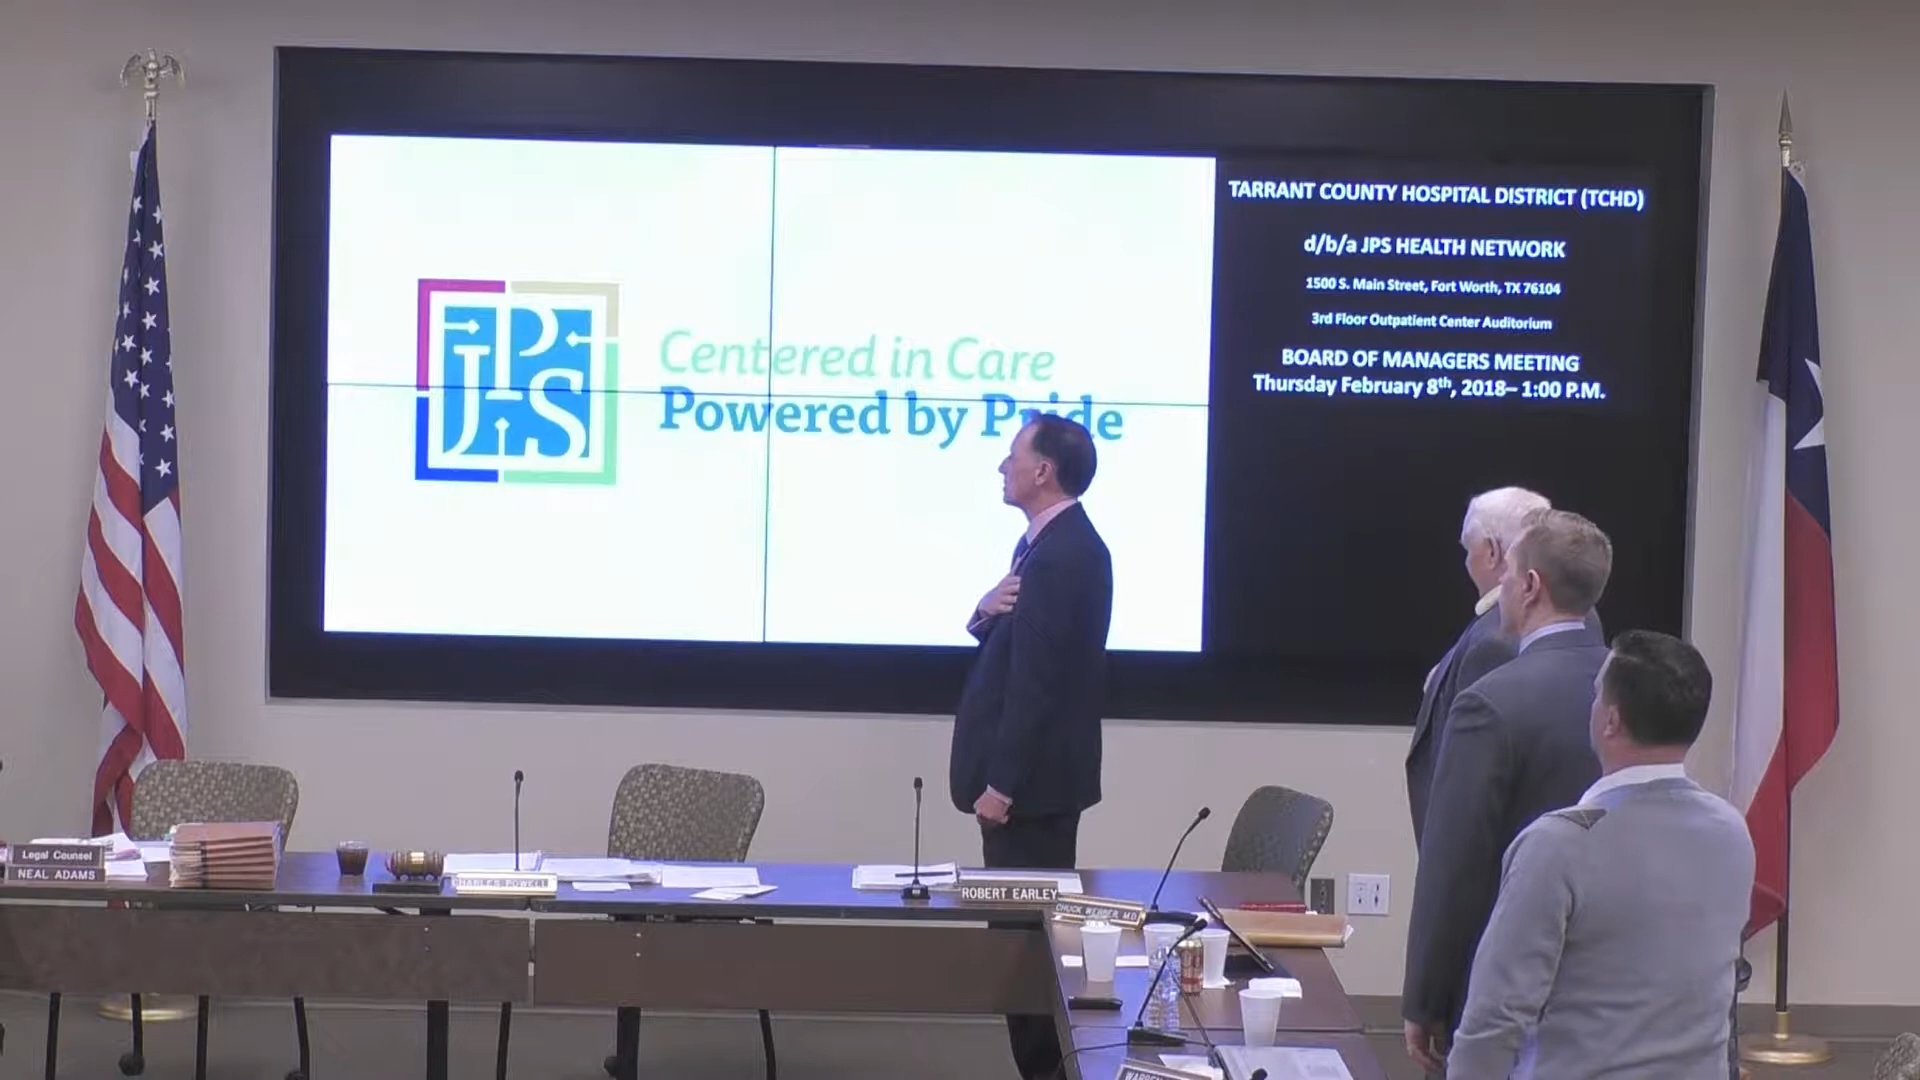 TARRANT COUNTY HOSPITAL DISTRICT (TCHD)
d/b/a JPS HEALTH NETWORK
1500 S. Main Street, Fort Worth, TX 76104
3rd Floor Outpatient Center Auditorium
BOARD OF MANAGERS MEETING
Thursday February 8th, 2018– 1:00 P.M.
JPS
Centered in Care
Powered by Pride
Legal Counsel
NEAL ADAMS
CHARLES POWELL
ROBERT EARLEY
CHUCK WEBBER M.D.